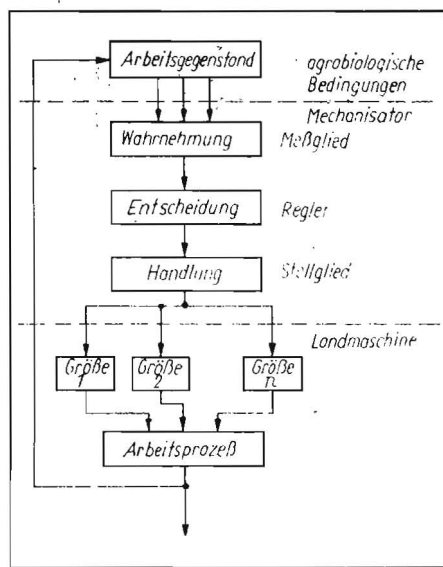 Arbeitsgegenstand
agrobiologische
Bedingungen
Mechanisator
Wahrnehmung
Meßglied
Entscheidung
Regler
Handlung
Stellglied
Landmaschine
Größe
1
Größe
2
Größe
n
Arbeitsprozeß